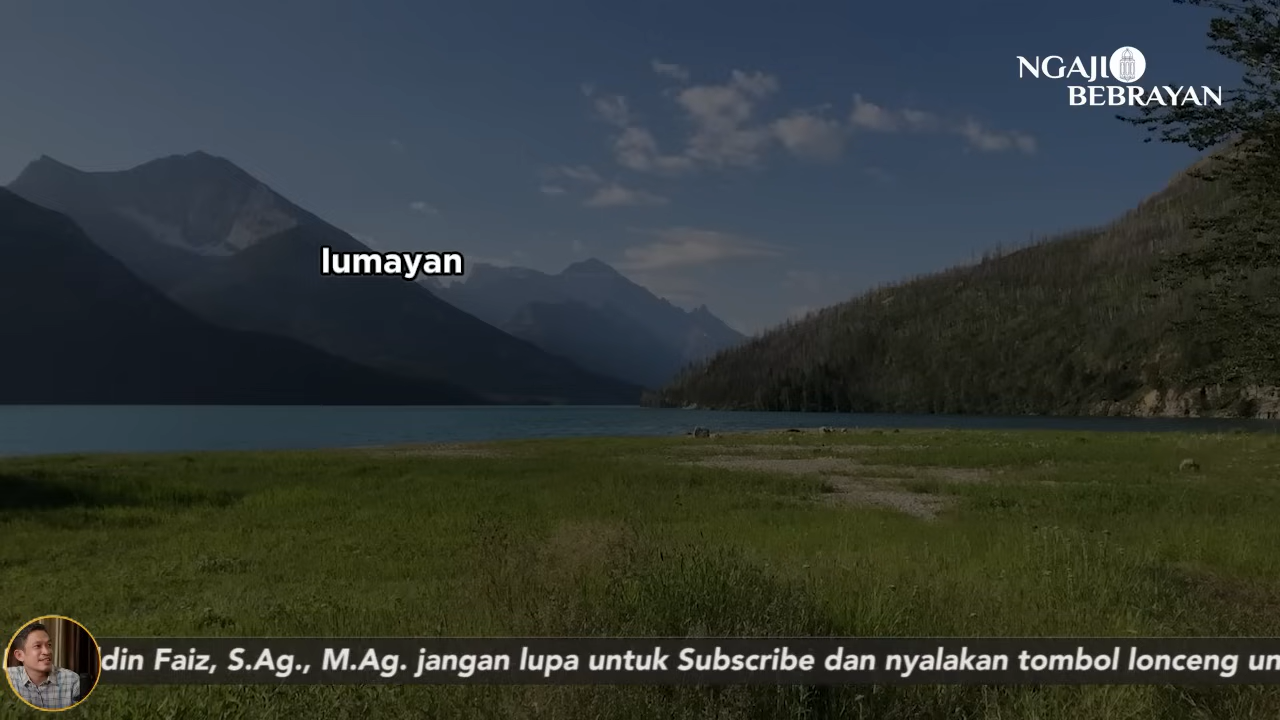 NGAJI
BEBRAYAN
lumayan
din Faiz, S.Ag., M.Ag. jangan lupa untuk Subscribe dan nyalakan tombol lonceng un